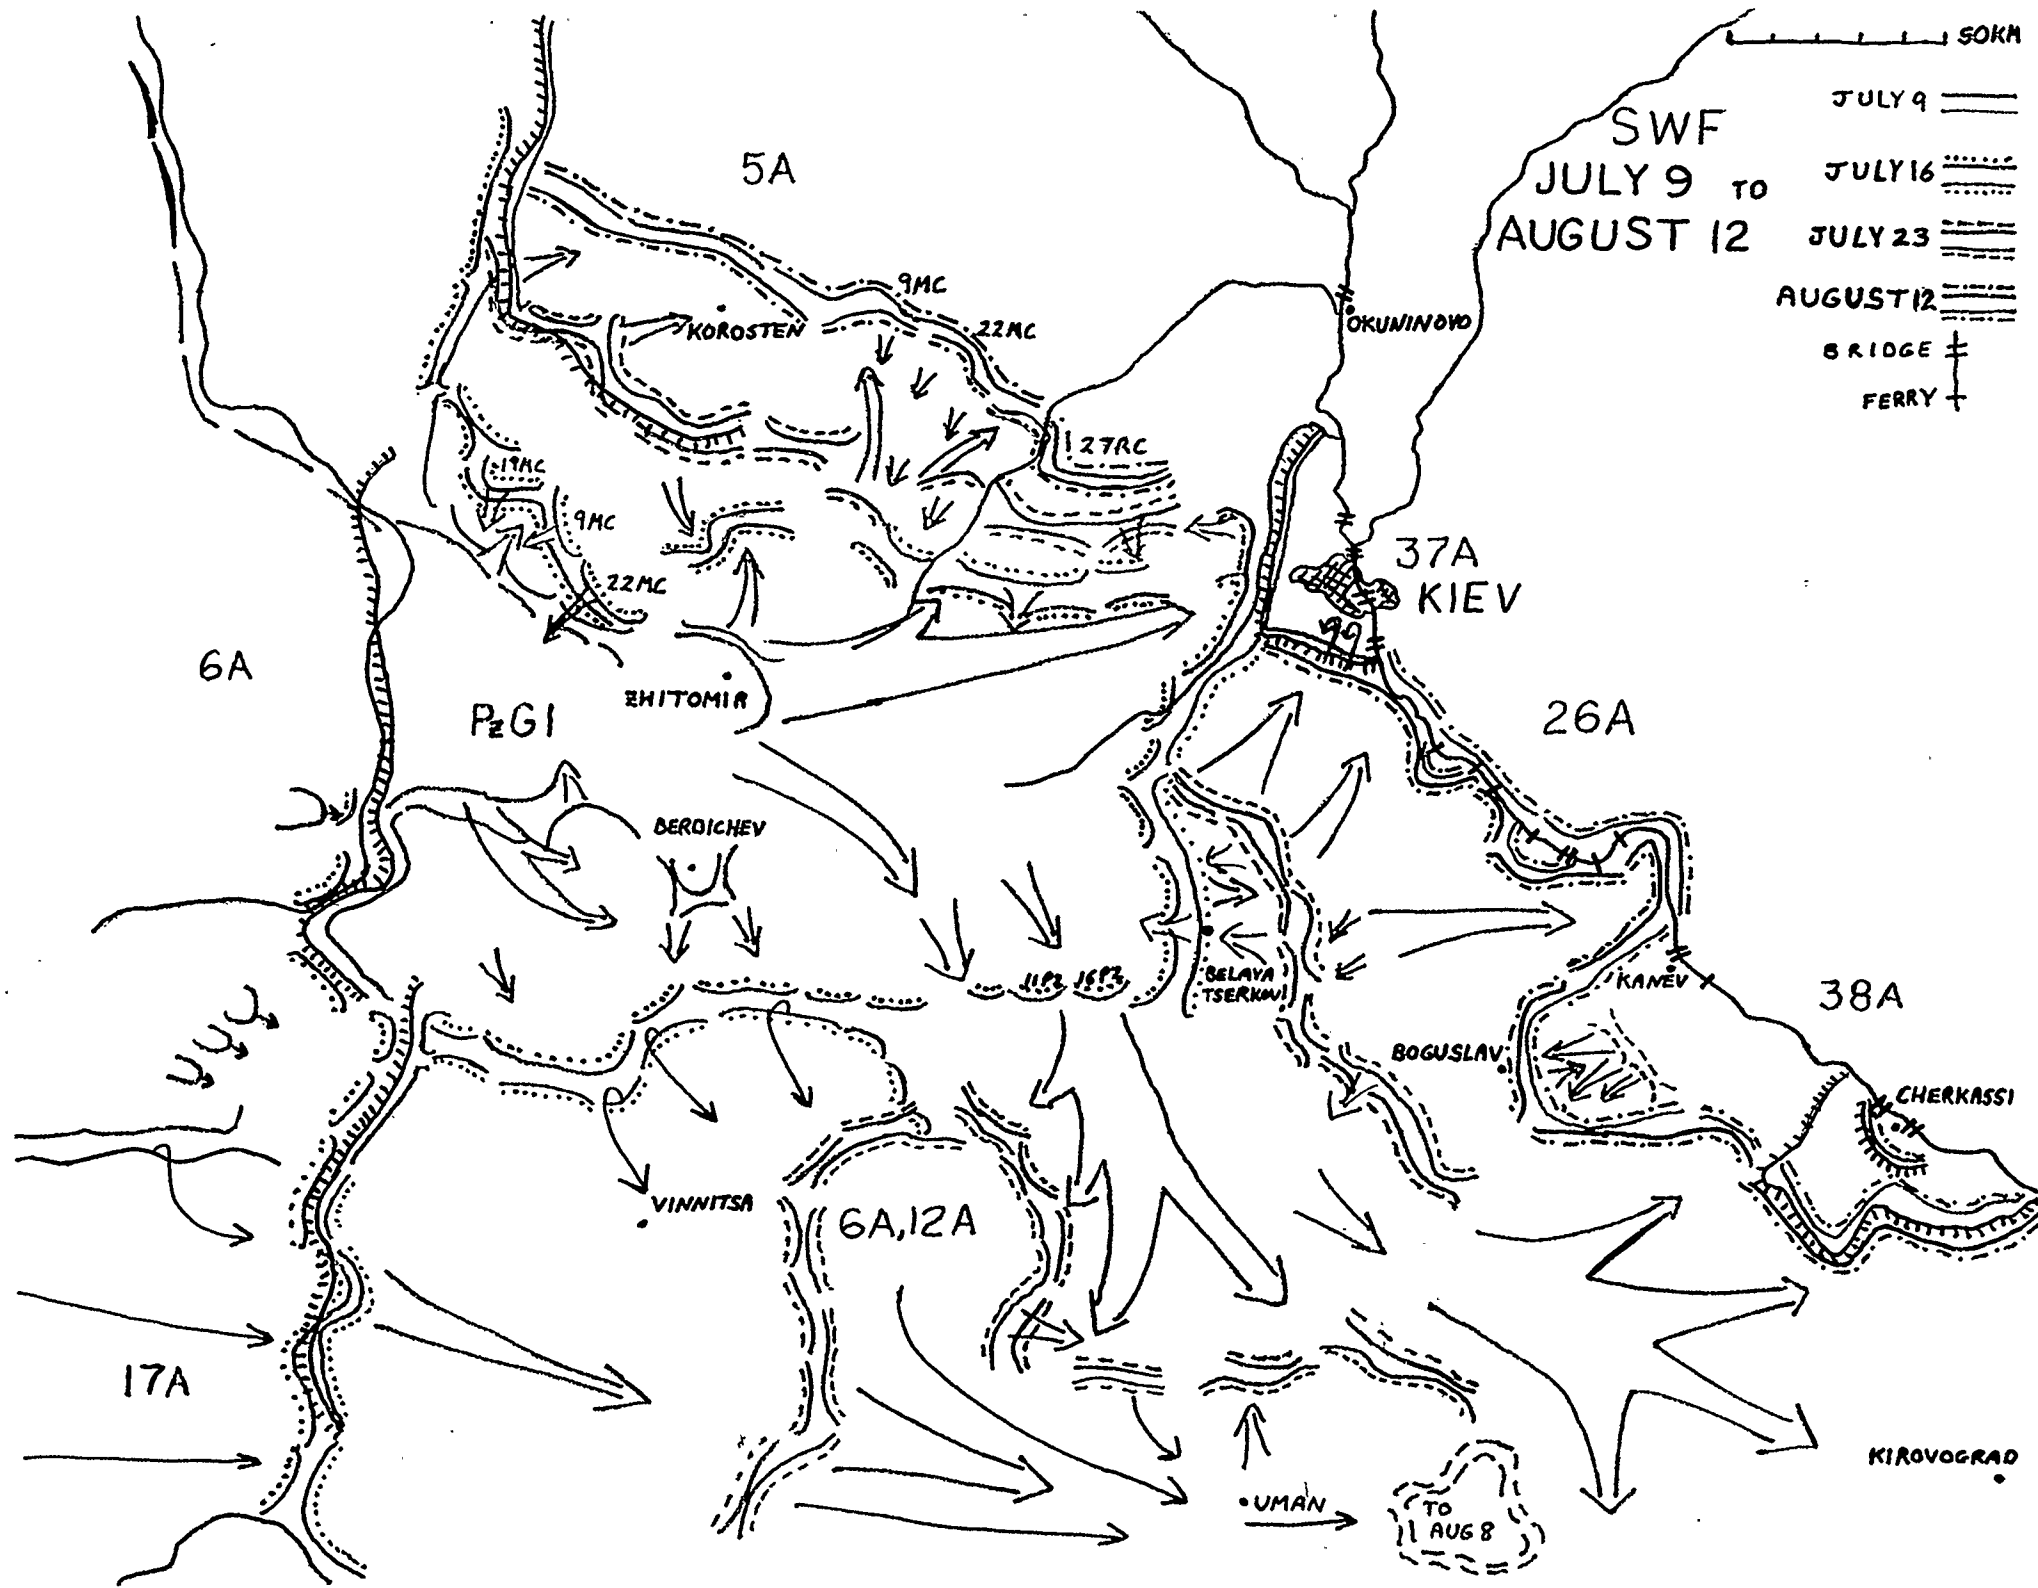 50KM
JULY 9
SWF
JULY 9 TO
AUGUST 12
JULY 16
JULY 23
AUGUST 12
BRIDGE
FERRY
5A
9MC
22MC
KOROSTEN
OKUNINOVO
27RC
19MC
9MC
22MC
37A
KIEV
6A
PzG1
ZHITOMIR
26A
BERDICHEV
11PZ
16PZ
BELAYA
TSERKOV
KANEV
38A
BOGUSLAV
CHERKASSI
VINNITSA
6A, 12A
17A
KIROVOGRAD
UMAN
TO
AUG 8